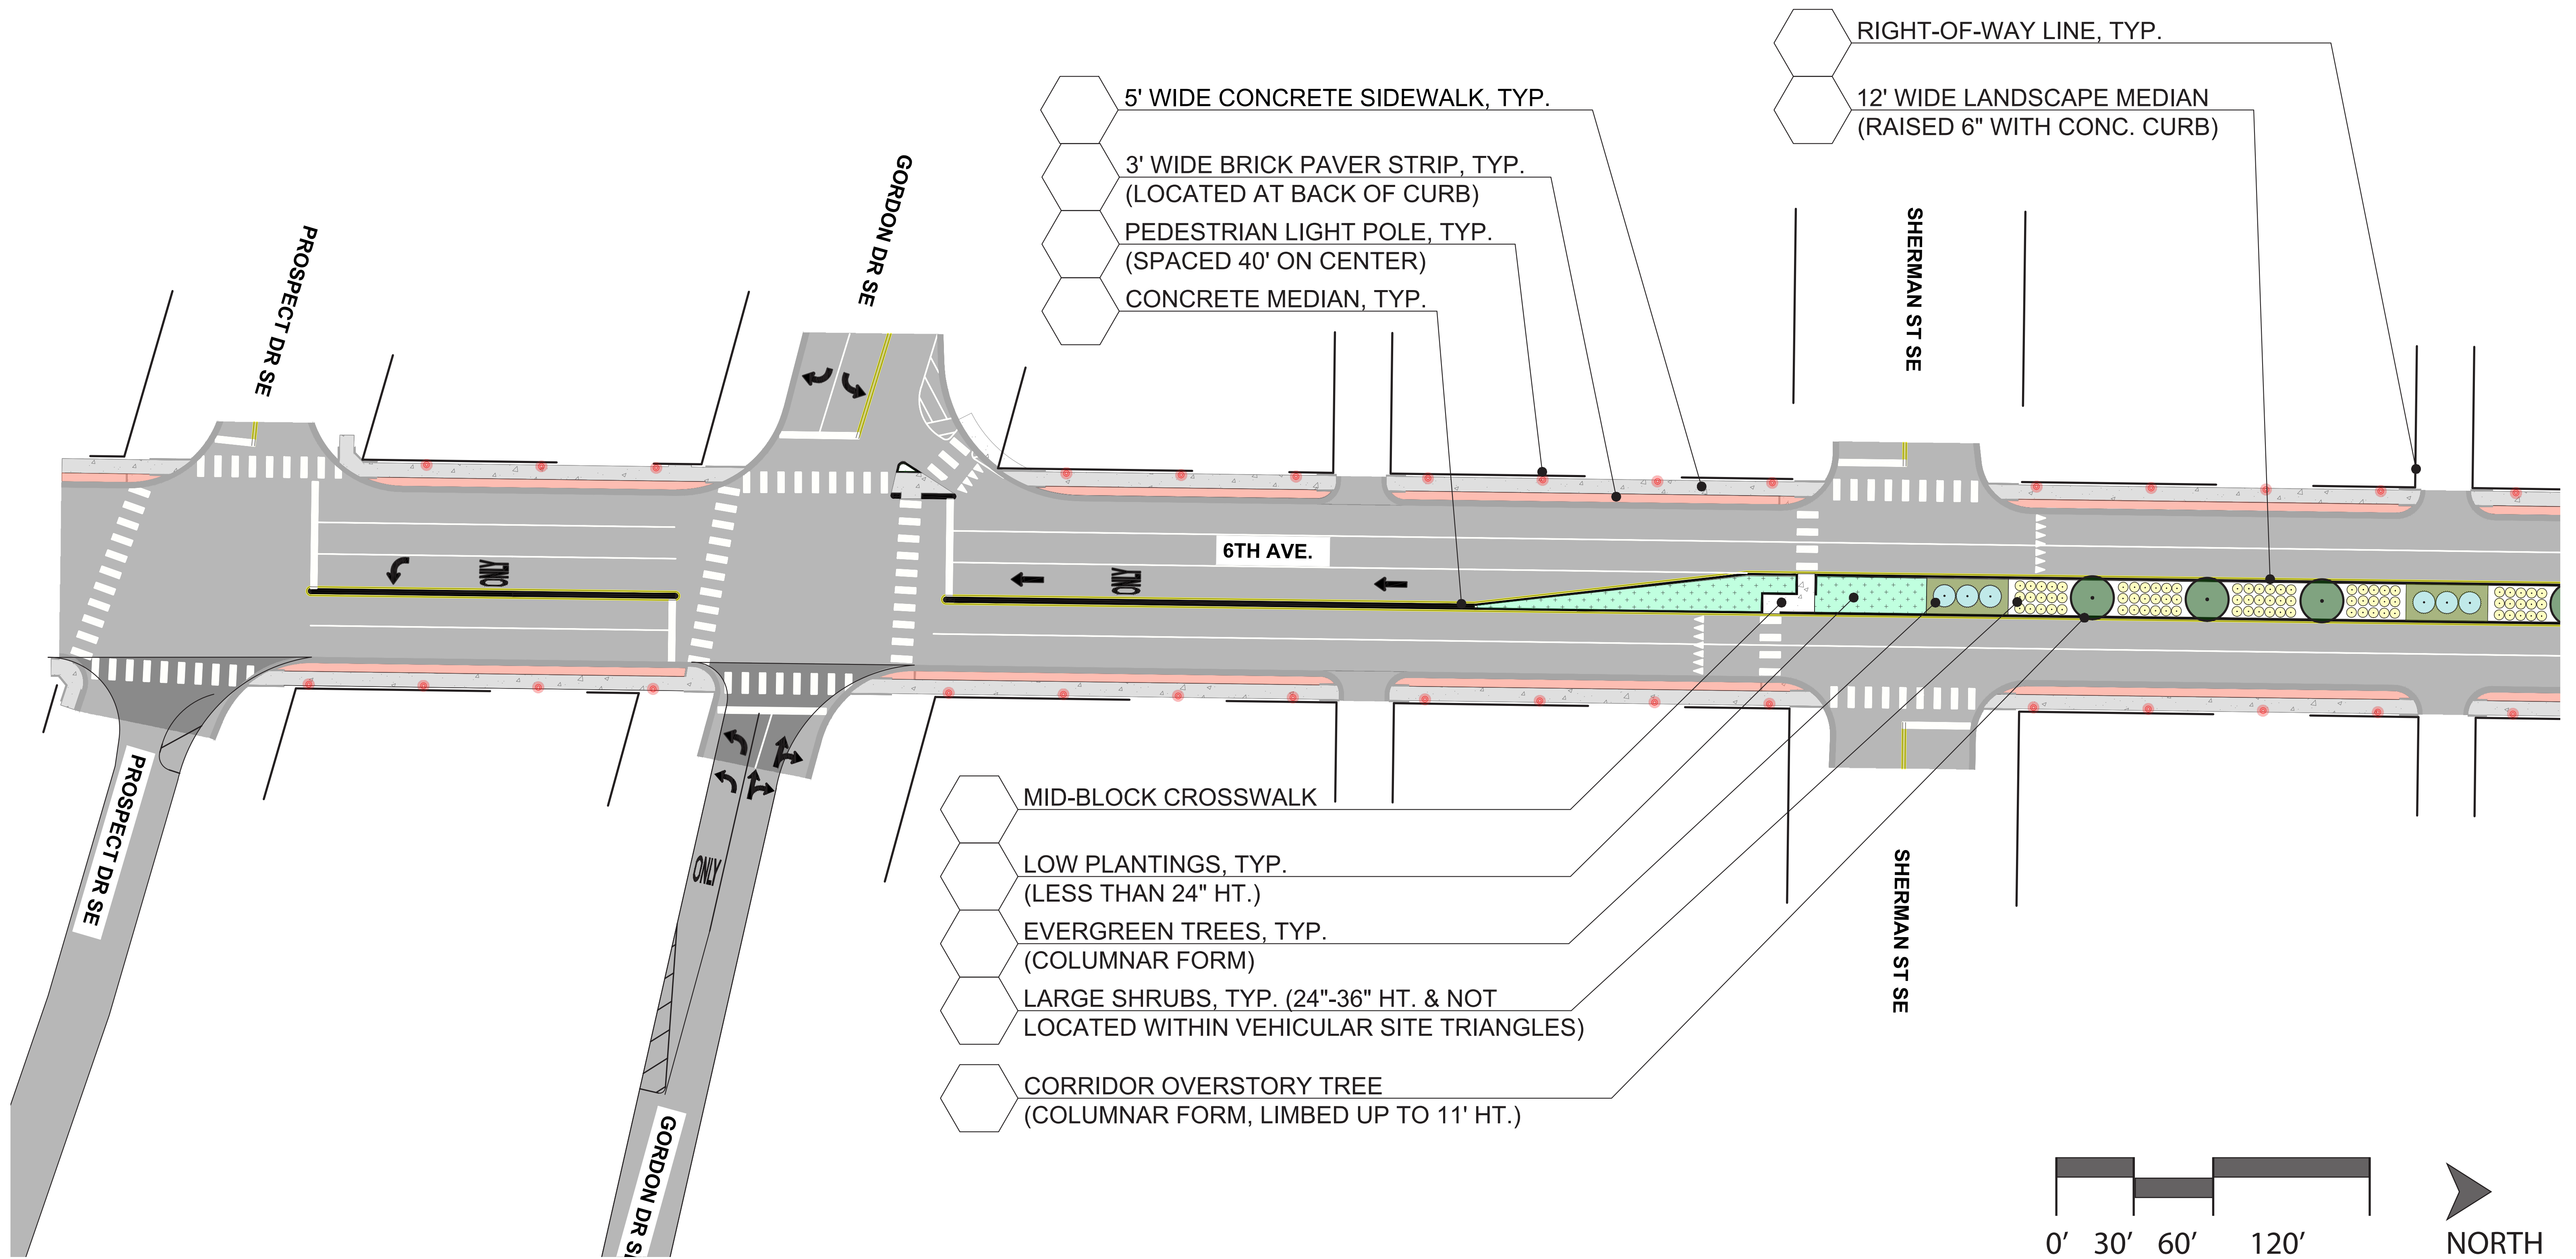 RIGHT-OF-WAY LINE, TYP.
12' WIDE LANDSCAPE MEDIAN
(RAISED 6" WITH CONC. CURB)
5' WIDE CONCRETE SIDEWALK, TYP.
3' WIDE BRICK PAVER STRIP, TYP.
(LOCATED AT BACK OF CURB)
PEDESTRIAN LIGHT POLE, TYP.
(SPACED 40' ON CENTER)
CONCRETE MEDIAN, TYP.
PROSPECT DR SE
GORDON DR SE
SHERMAN ST SE
6TH AVE.
ONLY
ONLY
PROSPECT DR SE
ONLY
GORDON DR S
SHERMAN ST SE
MID-BLOCK CROSSWALK
LOW PLANTINGS, TYP.
(LESS THAN 24" HT.)
EVERGREEN TREES, TYP.
(COLUMNAR FORM)
LARGE SHRUBS, TYP. (24"-36" HT. & NOT
LOCATED WITHIN VEHICULAR SITE TRIANGLES)
CORRIDOR OVERSTORY TREE
(COLUMNAR FORM, LIMBED UP TO 11' HT.)
0’ 30’ 60’ 120’
NORTH